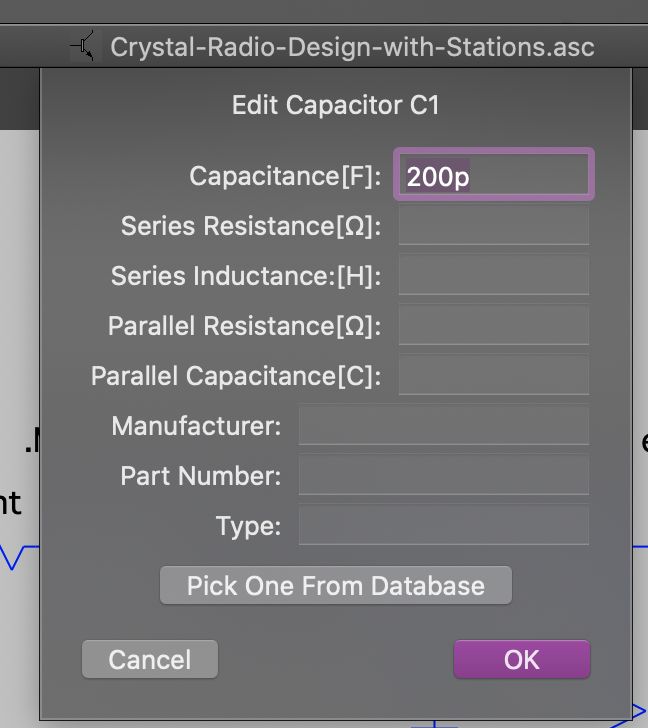 Crystal-Radio-Design-with-Stations.asc
Edit Capacitor C1
Capacitance[F]: 200p
Series Resistance[Ω]:
Series Inductance:[H]:
Parallel Resistance[Ω]:
Parallel Capacitance[C]:
Manufacturer:
Part Number:
Type:
Pick One From Database
Cancel OK